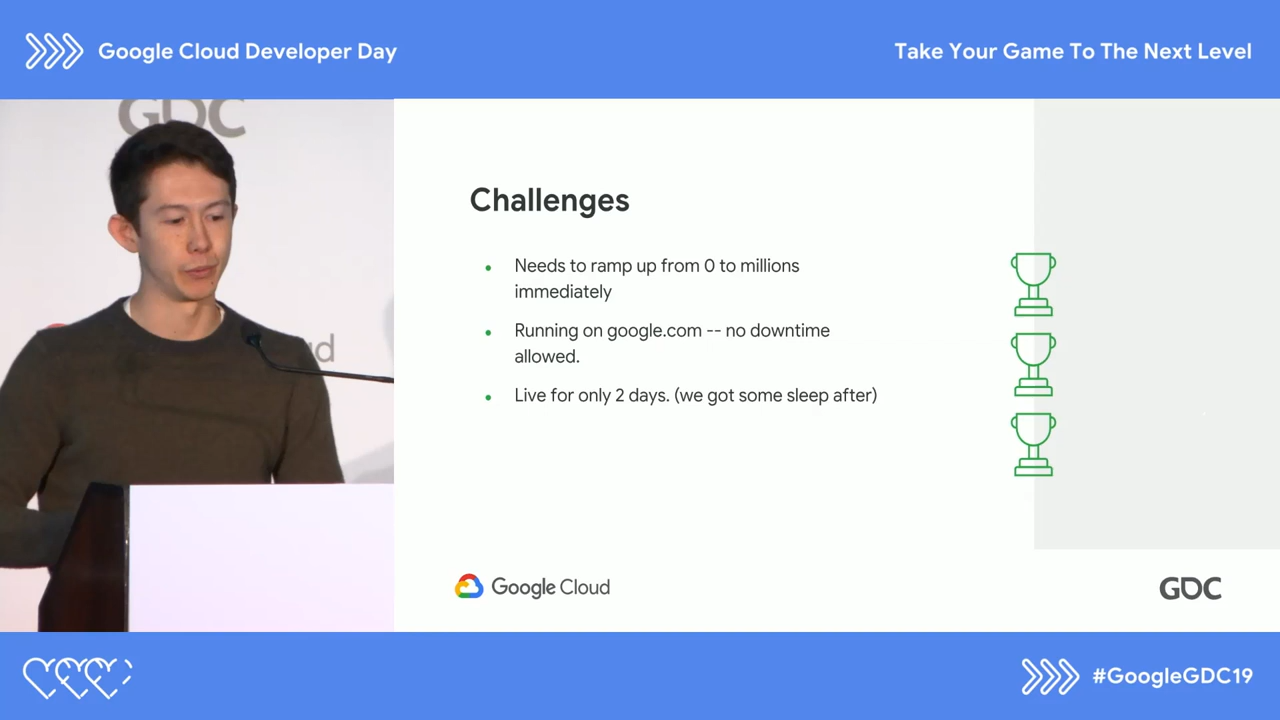 Google Cloud Developer Day
Take Your Game To The Next Level
GDC
Challenges
Needs to ramp up from 0 to millions
immediately
Running on google.com -- no downtime
allowed.
Live for only 2 days. (we got some sleep after)
Google Cloud
GDC
#GoogleGDC19